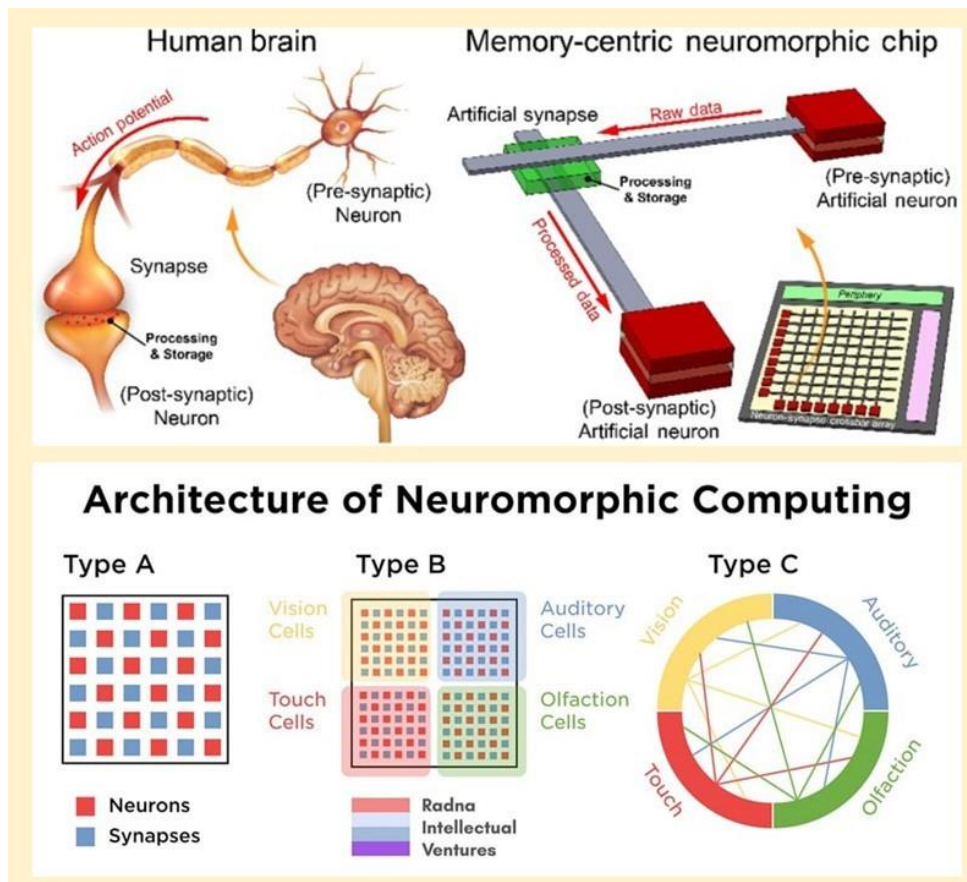 Human brain
Action potential
(Pre-synaptic)
Neuron
Synapse
Processing
& Storage
(Post-synaptic)
Neuron
Memory-centric neuromorphic chip
Artificial synapse
Raw data
Processing
& Storage
(Pre-synaptic)
Artificial neuron
Processed data
(Post-synaptic)
Artificial neuron
Periphery
Neuron-synapse crossbar array
Architecture of Neuromorphic Computing
Type A
Neurons
Synapses
Type B
Vision
Cells
Auditory
Cells
Touch
Cells
Olfaction
Cells
Radna
Intellectual
Ventures
Type C
Vision
Auditory
Touch
Olfaction